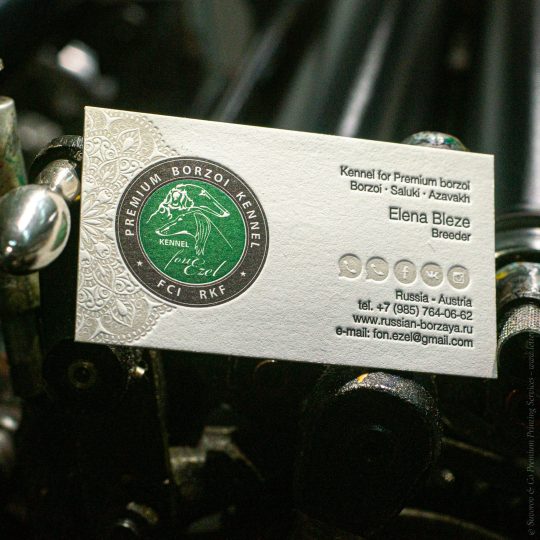 PREMIUM BORZOI KENNEL
KENNEL
fon Ezel
★ FCI RKF ★
Kennel for Premium borzoi
Borzoi • Saluki • Azavakh
Elena Bleze
Breeder
Russia • Austria
tel. +7 (985) 764-06-62
www.russian-borzaya.ru
e-mail: fon.ezel@gmail.com